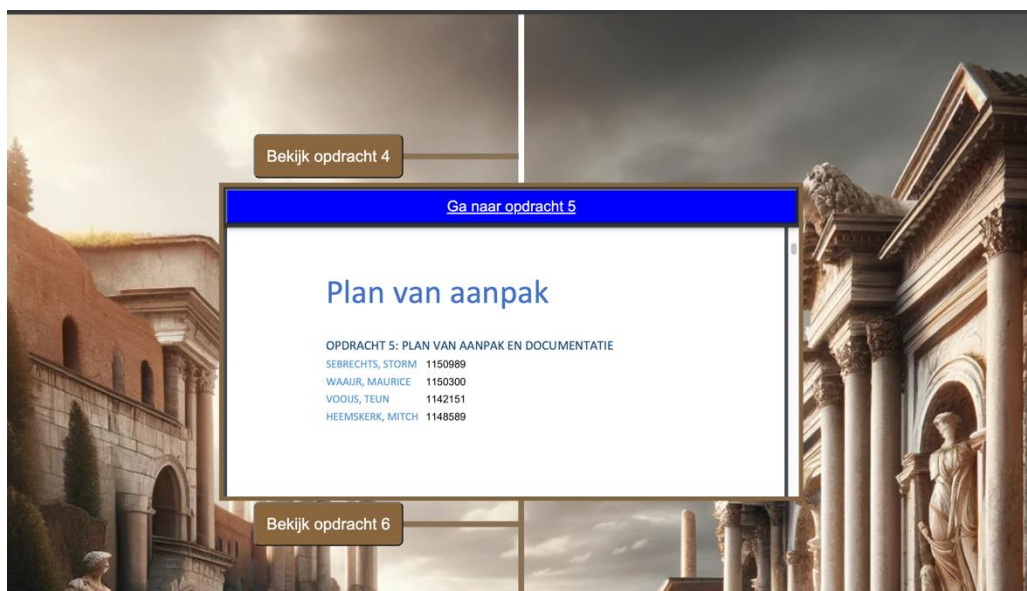 Bekijk opdracht 4
Ga naar opdracht 5
Plan van aanpak
OPDRACHT 5: PLAN VAN AANPAK EN DOCUMENTATIE
SEBRECHTS, STORM 1150989
WAAIJR, MAURICE 1150300
VOOIJS, TEUN 1142151
HEEMSKERK, MITCH 1148589
Bekijk opdracht 6